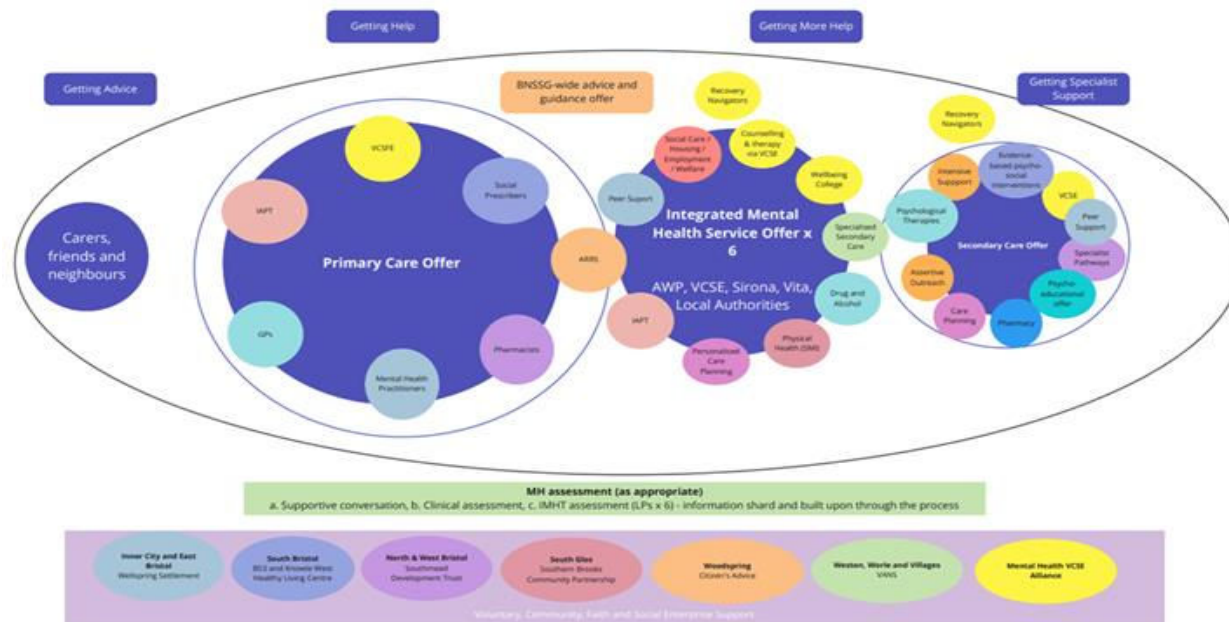 Getting Help
Getting More Help
Getting Advice
BNSSG-wide advice and
guidance offer
Getting Specialist
Support
Recovery
Navigators
Recovery
Navigators
VCSFE
Social
Prescribers
IAPT
Carers,
friends and
neighbours
Primary Care Offer
ARRS
GPs
Mental Health
Practitioners
Pharmacists
Social Care /
Housing /
Employment
/ Welfare
Counselling
& therapy
via VCSE
Wellbeing
College
Peer Suport
Integrated Mental
Health Service Offer x
6
AWP, VCSE, Sirona, Vita,
Local Authorities
Specialised
Secondary
Care
Drug and
Alcohol
IAPT
Personalised
Care
Planning
Physical
Health (SMI)
Intensive
Support
Evidence-
based psycho-
social
interventions
VCSE
Psychological
Therapies
Peer
Support
Secondary Care Offer
Specialist
Pathways
Assertive
Outreach
Psycho-
educational
offer
Care
Planning
Pharmacy
MH assessment (as appropriate)
a. Supportive conversation, b. Clinical assessment, c. IMHT assessment (LPs x 6) - information shard and built upon through the process
Inner City and East
Bristol
Wellspring Settlement
South Bristol
BS3 and Knowle West
Healthy Living Centre
North & West Bristol
Southmead
Development Trust
South Glos
Southern Brooks
Community Partnership
Woodspring
Citizen's Advice
Weston, Worle and Villages
VANS
Mental Health VCSE
Alliance
Voluntary, Community, Faith and Social Enterprise Support